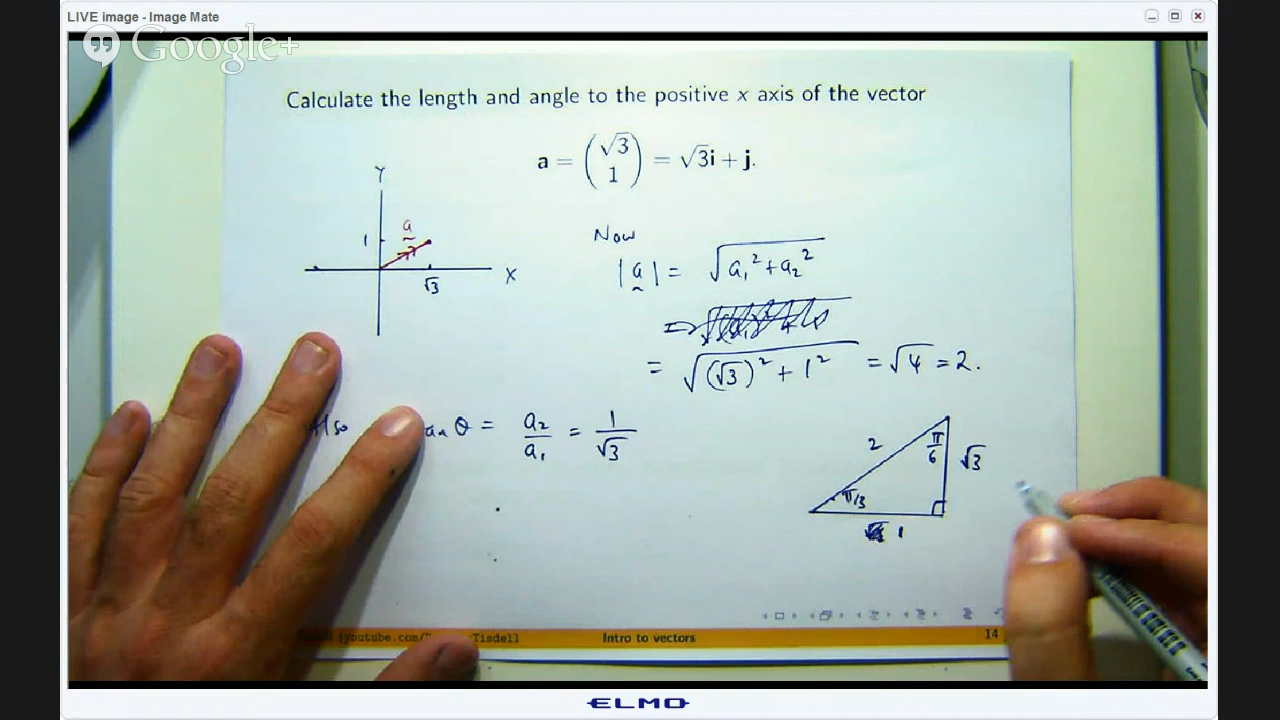 LIVE image - Image Mate
Google+
Calculate the length and angle to the positive x axis of the vector
a = (√3 1) = √3i + j.
Y
a
1
√3
X
Now
|a| = √a₁² + a₂²
= √(√3)² + 1² = √4 = 2.
θ = a₂/a₁ = 1/√3
2
π/6
√3
π/3
1
Tisdell
Intro to vectors
14
ELMO